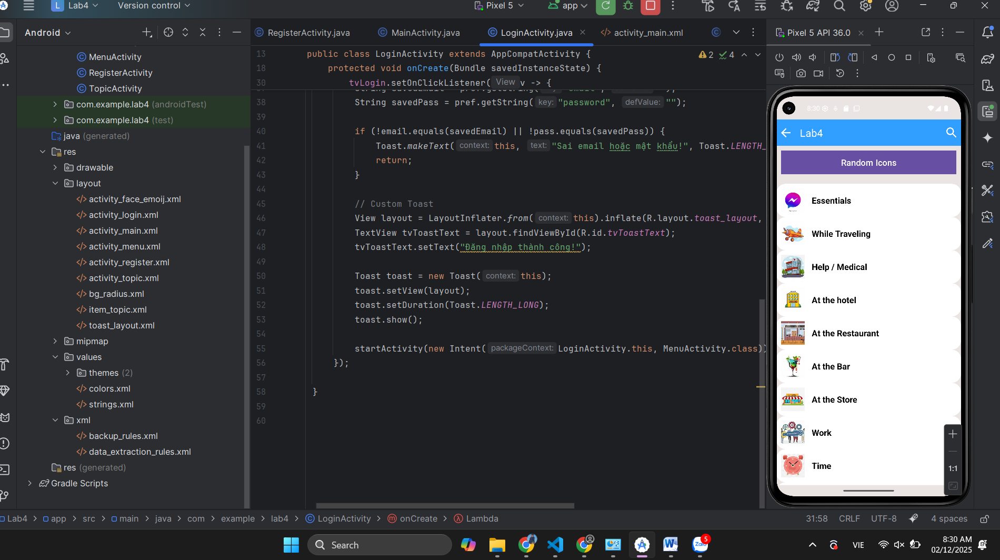 L Lab4 Version control Pixel 5 app
Android
MenuActivity
RegisterActivity
TopicActivity
com.example.lab4 (androidTest)
com.example.lab4 (test)
java (generated)
res
drawable
layout
activity_face_emoij.xml
activity_login.xml
activity_main.xml
activity_menu.xml
activity_register.xml
activity_topic.xml
bg_radius.xml
item_topic.xml
toast_layout.xml
mipmap
values
themes (2)
colors.xml
strings.xml
xml
backup_rules.xml
data_extraction_rules.xml
res (generated)
Gradle Scripts
RegisterActivity.java MainActivity.java LoginActivity.java activity_main.xml
2 4
13 public class LoginActivity extends AppCompatActivity {
18 protected void onCreate(Bundle savedInstanceState) {
30 tvLogin.setOnClickListener( View v -> {
38 String savedPass = pref.getString( key: "password", defValue: "");
39
40 if (!email.equals(savedEmail) || !pass.equals(savedPass)) {
41 Toast.makeText( context: this, text: "Sai email hoặc mật khẩu!", Toast.LENGTH_
42 return;
43 }
44
45 // Custom Toast
46 View layout = LayoutInflater.from( context: this).inflate(R.layout.toast_layout,
47 TextView tvToastText = layout.findViewById(R.id.tvToastText);
48 tvToastText.setText("Đăng nhập thành công!");
49
50 Toast toast = new Toast( context: this);
51 toast.setView(layout);
52 toast.setDuration(Toast.LENGTH_LONG);
53 toast.show();
54
55 startActivity(new Intent( packageContext: LoginActivity.this, MenuActivity.class))
56 });
57
58 }
59
60
Pixel 5 API 36.0
8:30
Lab4
Random Icons
Essentials
While Traveling
Help / Medical
At the hotel
At the Restaurant
At the Bar
At the Store
Work
Time
1:1
Lab4 > app > src > main > java > com > example > lab4 > LoginActivity > onCreate > Lambda
31:58 CRLF UTF-8 4 spaces
Search
Zalo
5
VIE
8:30 AM
02/12/2025